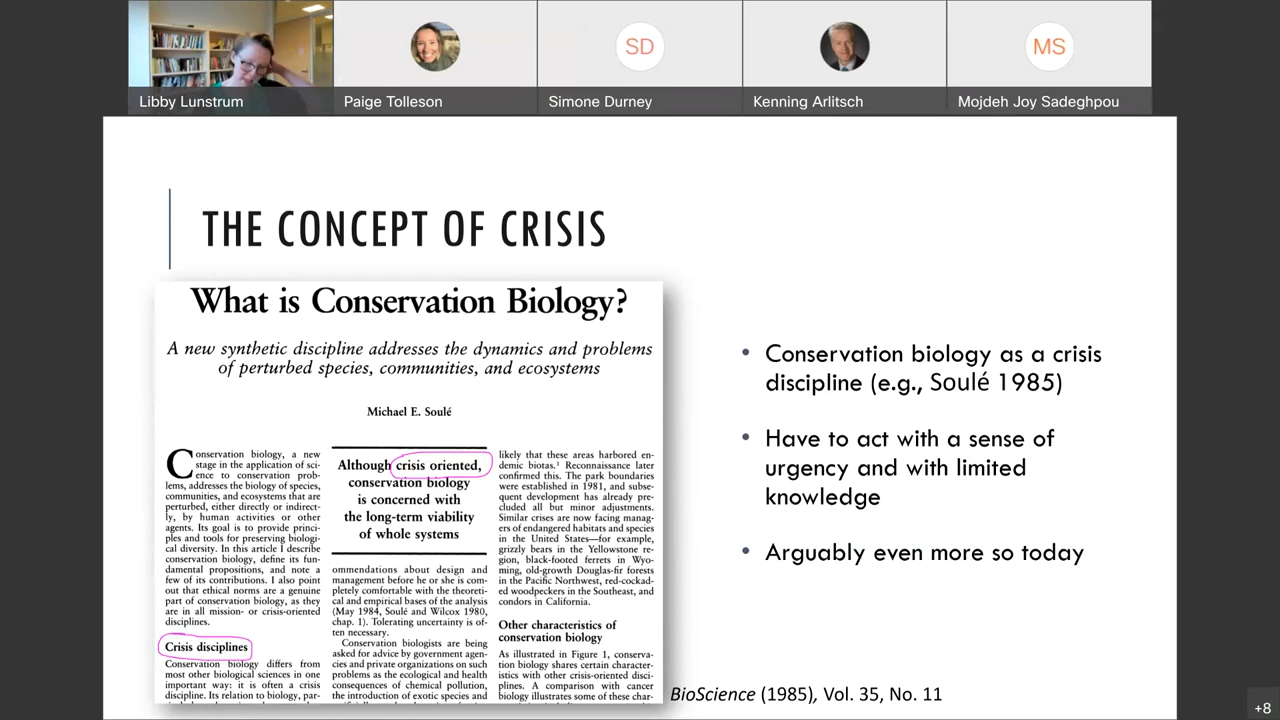 Libby Lunstrum
Paige Tolleson
SD
Simone Durney
Kenning Arlitsch
MS
Mojdeh Joy Sadeghpou
THE CONCEPT OF CRISIS
What is Conservation Biology?
A new synthetic discipline addresses the dynamics and problems
of perturbed species, communities, and ecosystems
Michael E. Soulé
Conservation biology, a new
stage in the application of sci-
ence to conservation prob-
lems, addresses the biology of species,
communities, and ecosystems that are
perturbed, either directly or indirect-
ly, by human activities or other
agents. Its goal is to provide princi-
ples and tools for preserving biologi-
cal diversity. In this article I describe
conservation biology, define its fun-
damental propositions, and note a
few of its contributions. I also point
out that ethical norms are a genuine
part of conservation biology, as they
are in all mission- or crisis-oriented
disciplines.
Crisis disciplines
Conservation biology differs from
most other biological sciences in one
important way: it is often a crisis
discipline. Its relation to biology, par-
Although crisis oriented,
conservation biology
is concerned with
the long-term viability
of whole systems
ommendations about design and
management before he or she is com-
pletely comfortable with the theoreti-
cal and empirical bases of the analysis
(May 1984, Soulé and Wilcox 1980,
chap. 1). Tolerating uncertainty is of-
ten necessary.
Conservation biologists are being
asked for advice by government agen-
cies and private organizations on such
problems as the ecological and health
consequences of chemical pollution,
the introduction of exotic species and
likely that these areas harbored en-
demic biotas.¹ Reconnaissance later
confirmed this. The park boundaries
were established in 1981, and subse-
quent development has already pre-
cluded all but minor adjustments.
Similar crises are now facing manag-
ers of endangered habitats and species
in the United States—for example,
grizzly bears in the Yellowstone re-
gion, black-footed ferrets in Wyo-
ming, old-growth Douglas-fir forests
in the Pacific Northwest, red-cockad-
ed woodpeckers in the Southeast, and
condors in California.
Other characteristics of
conservation biology
As illustrated in Figure 1, conserva-
tion biology shares certain character-
istics with other crisis-oriented disci-
plines. A comparison with cancer
biology illustrates some of these char-
• Conservation biology as a crisis
discipline (e.g., Soulé 1985)
• Have to act with a sense of
urgency and with limited
knowledge
• Arguably even more so today
BioScience (1985), Vol. 35, No. 11
+8